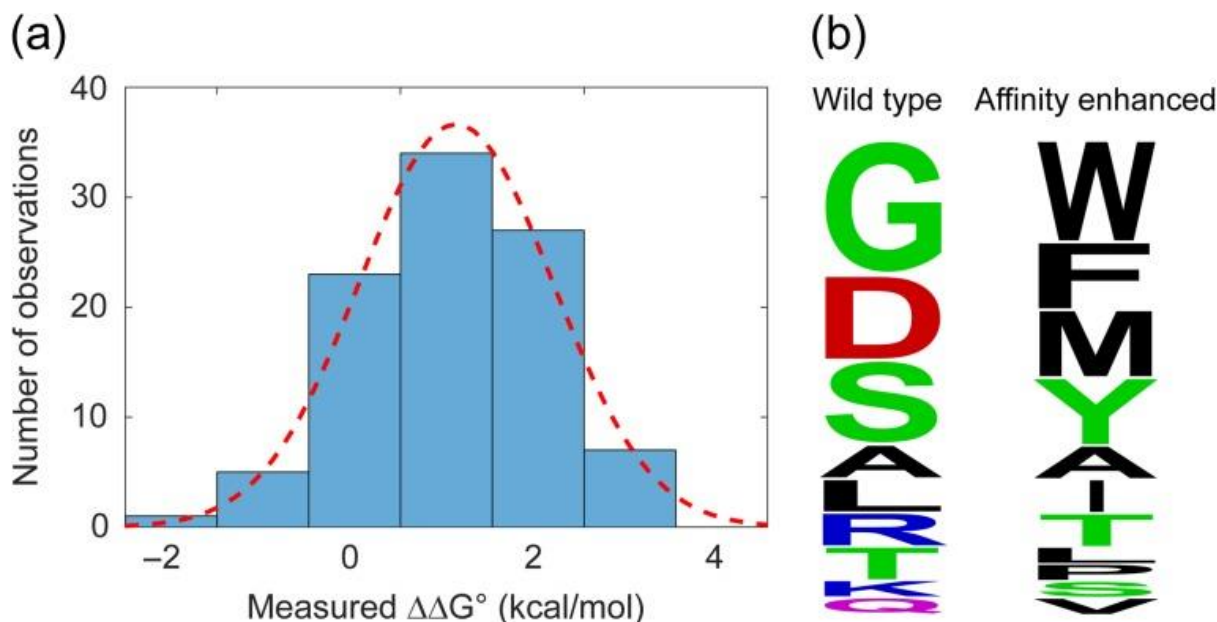 (a)
40
30
20
10
0
Number of observations
–2 0 2 4
Measured ΔΔG° (kcal/mol)
(b)
Wild type Affinity enhanced
G W
D F
S M
A Y
L A
R I
T T
K L
Q P
S
V